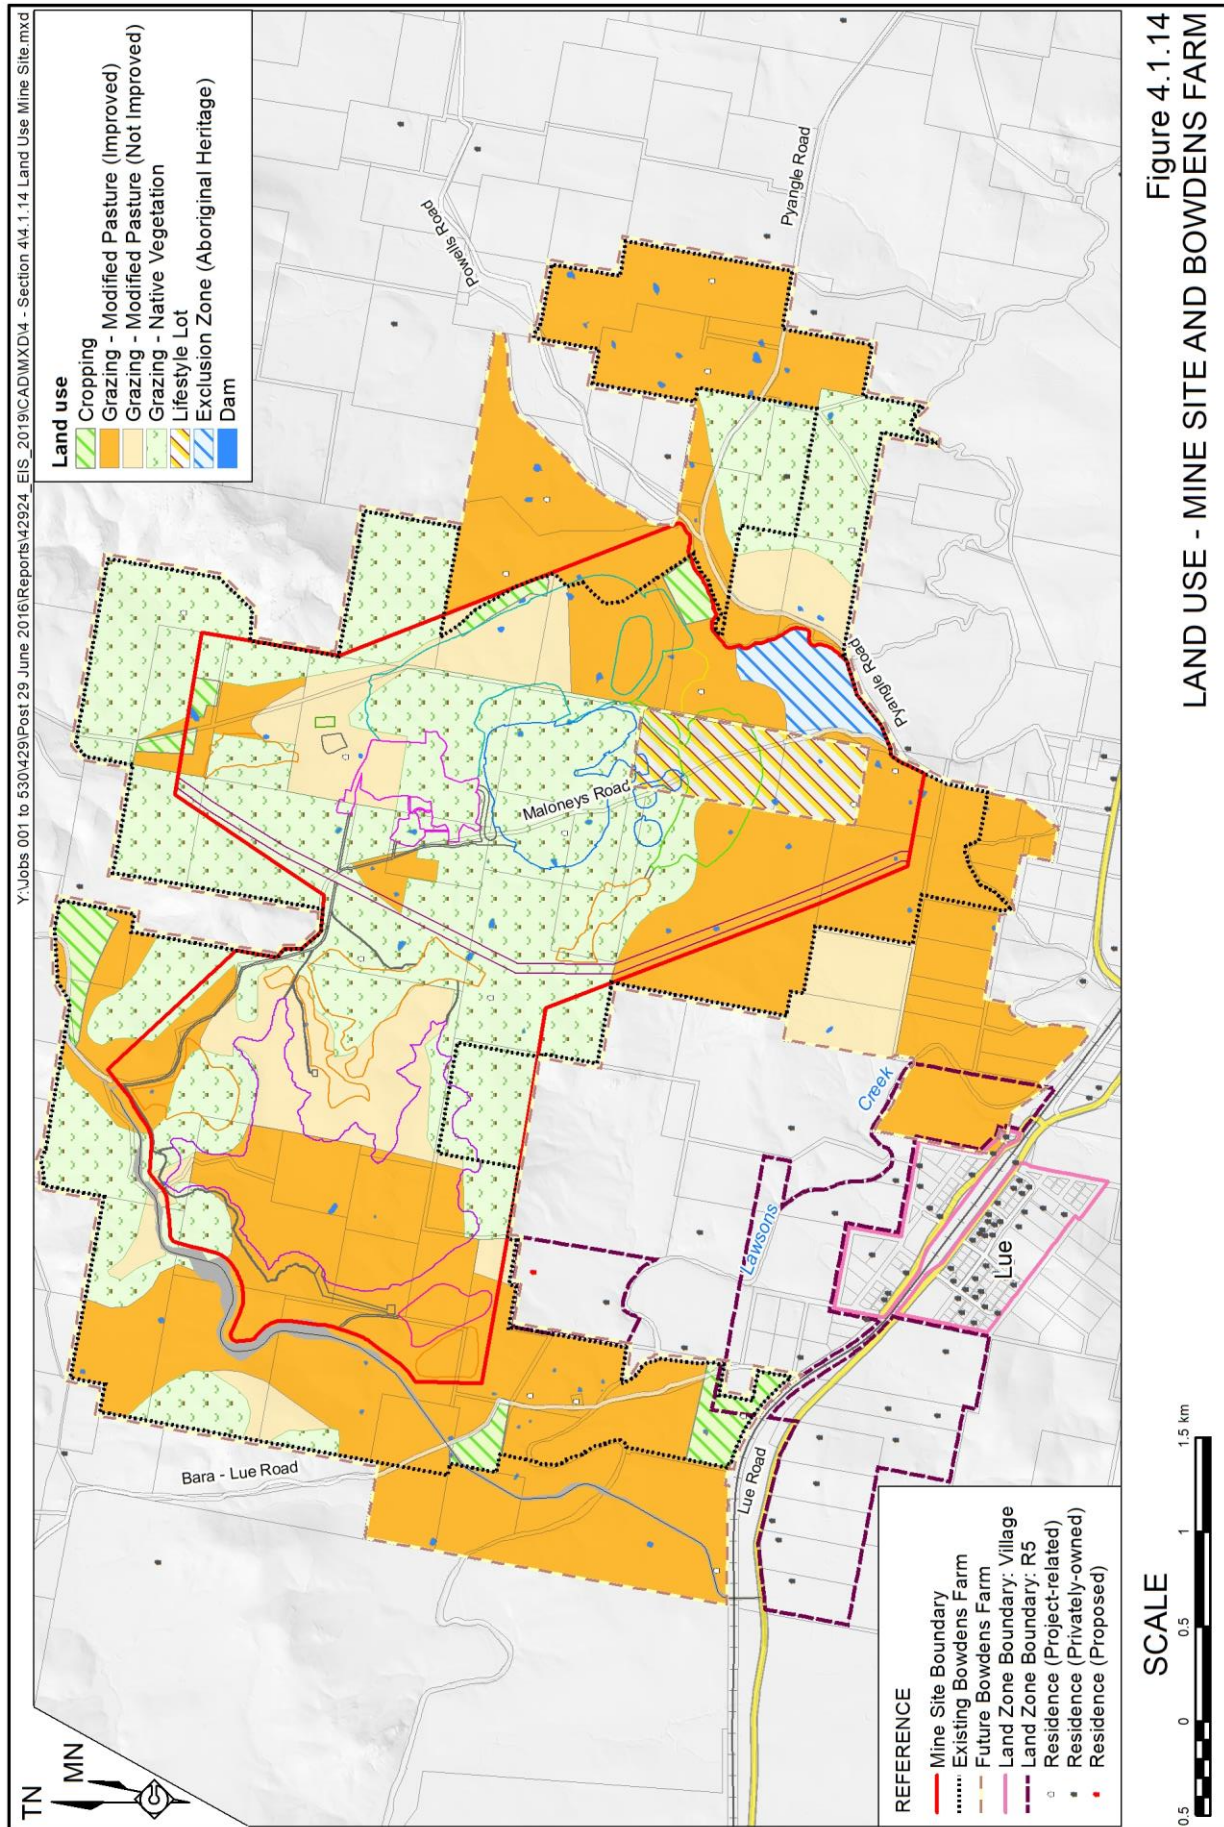 Y:\Jobs 001 to 530\429\Post 29 June 2016\Reports\42924_EIS_2019\CAD\MXD\4 - Section 4\4.1.14 Land Use Mine Site.mxd
TN
MN
Land use
Cropping
Grazing - Modified Pasture (Improved)
Grazing - Modified Pasture (Not Improved)
Grazing - Native Vegetation
Lifestyle Lot
Exclusion Zone (Aboriginal Heritage)
Dam
Powells Road
Pyangle Road
Maloneys Road
Pyangle Road
Bara - Lue Road
Creek
Lawsons
Lue Road
Lue
REFERENCE
Mine Site Boundary
Existing Bowdens Farm
Future Bowdens Farm
Land Zone Boundary: Village
Land Zone Boundary: R5
Residence (Project-related)
Residence (Privately-owned)
Residence (Proposed)
SCALE
0.5 0 0.5 1 1.5 km
Figure 4.1.14
LAND USE - MINE SITE AND BOWDENS FARM